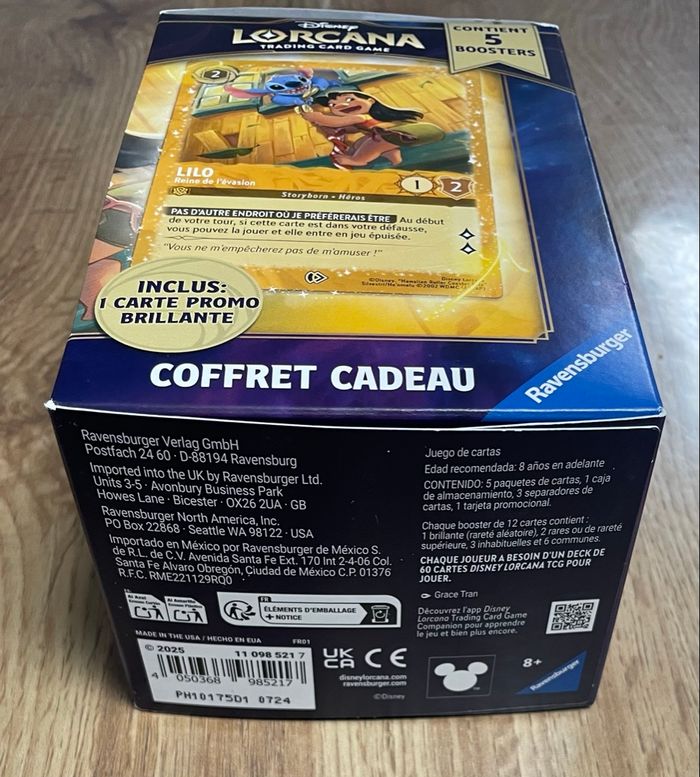 Disney
LORCANA
TRADING CARD GAME
CONTIENT
5
BOOSTERS
2
LILO
Reine de l'évasion
1
2
Storyborn • Héros
PAS D'AUTRE ENDROIT OÙ JE PRÉFÉRERAIS ÊTRE Au début
de votre tour, si cette carte est dans votre défausse,
vous pouvez la jouer et elle entre en jeu épuisée.
"Vous ne m'empêcherez pas de m'amuser !"
INCLUS:
1 CARTE PROMO
BRILLANTE
COFFRET CADEAU
Ravensburger
Ravensburger Verlag GmbH
Postfach 24 60 · D-88194 Ravensburg
Imported into the UK by Ravensburger Ltd.
Units 3-5 · Avonbury Business Park
Howes Lane · Bicester · OX26 2UA · GB
Ravensburger North America, Inc.
PO Box 22868 · Seattle WA 98122 · USA
Importado en México por Ravensburger de México S.
de R.L. de C.V. Avenida Santa Fe Ext. 170 Int 2-4-06 Col.
Santa Fe Alvaro Obregón, Ciudad de México C.P. 01376
R.F.C. RME221129RQ0
FR
ÉLÉMENTS D'EMBALLAGE
+ NOTICE
MADE IN THE USA / HECHO EN EUA
FR01
© 2025
11 098 521 7
4 050368 985217
PH10175D1 0724
UK
CA
CE
disneylorcana.com
ravensburger.com
©Disney
Juego de cartas
Edad recomendada: 8 años en adelante
CONTENIDO: 5 paquetes de cartas, 1 caja
de almacenamiento, 3 separadores de
cartas, 1 tarjeta promocional.
Chaque booster de 12 cartes contient :
1 brillante (rareté aléatoire), 2 rares ou de rareté
supérieure, 3 inhabituelles et 6 communes.
CHAQUE JOUEUR A BESOIN D'UN DECK DE
60 CARTES DISNEY LORCANA TCG POUR
JOUER.
Grace Tran
Découvrez l'app Disney
Lorcana Trading Card Game
Companion pour apprendre
le jeu et bien plus encore.
8+
Ravensburger